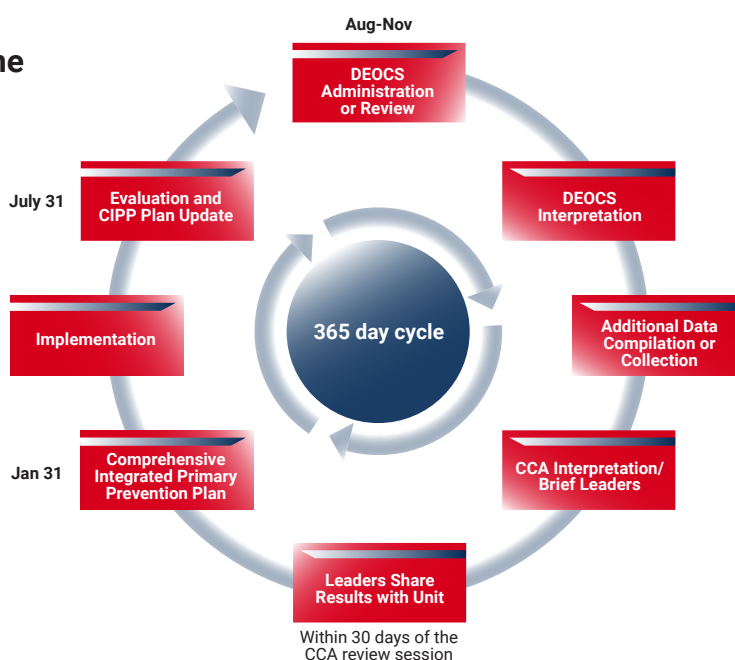 ne
Aug-Nov
DEOCS
Administration
or Review
DEOCS
Interpretation
Additional Data
Compilation or
Collection
CCA Interpretation/
Brief Leaders
Leaders Share
Results with Unit
Within 30 days of the
CCA review session
Jan 31
Comprehensive
Integrated Primary
Prevention Plan
Implementation
July 31
Evaluation and
CIPP Plan Update
365 day cycle